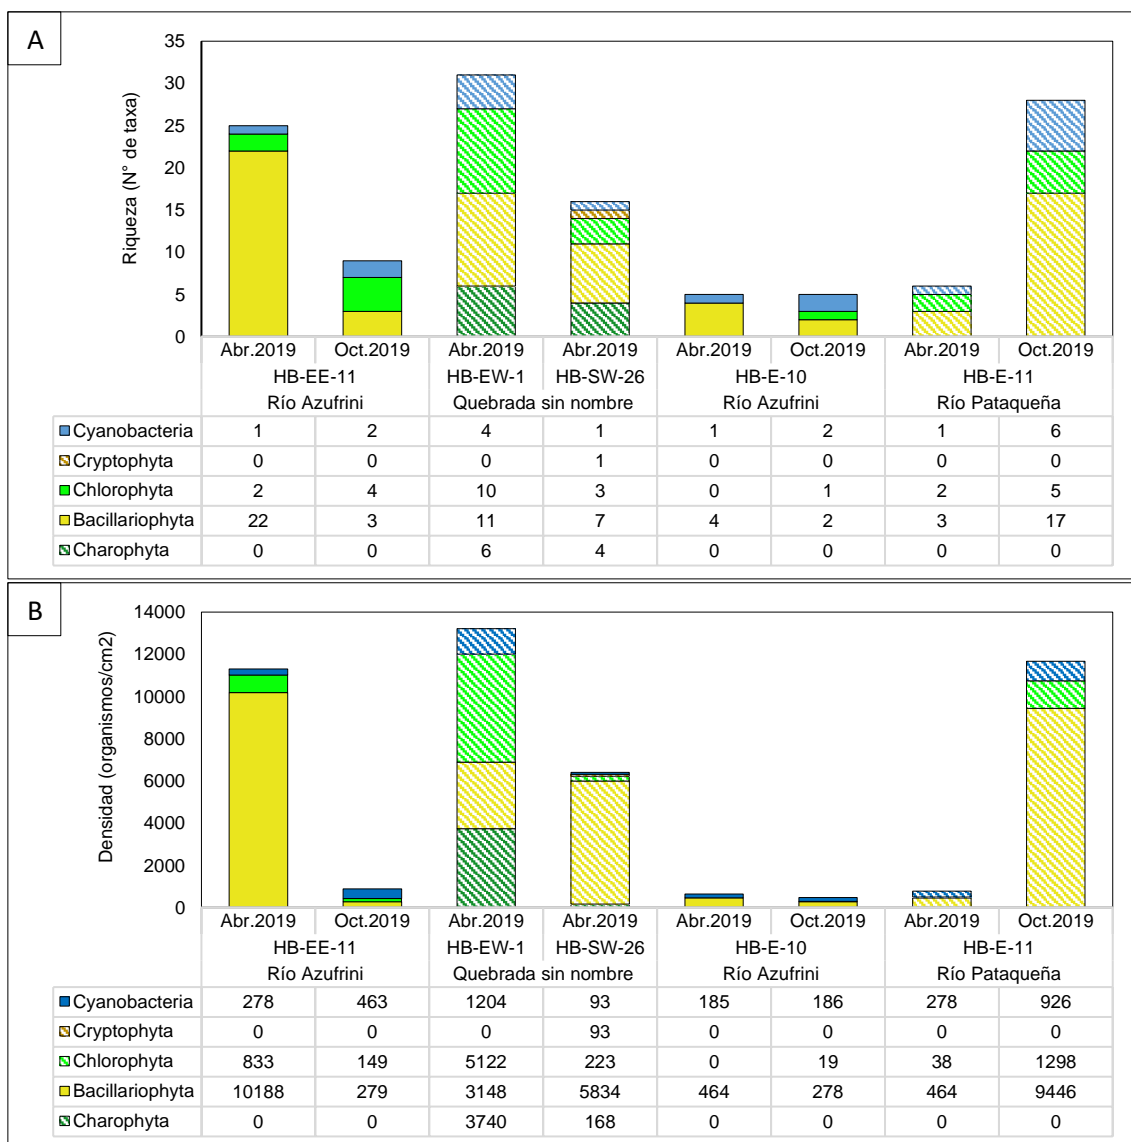 A
Riqueza (N° de taxa)
35
30
25
20
15
10
5
0
Abr.2019 Oct.2019 Abr.2019 Abr.2019 Abr.2019 Oct.2019 Abr.2019 Oct.2019
HB-EE-11 HB-EW-1 HB-SW-26 HB-E-10 HB-E-11
Río Azufrini Quebrada sin nombre Río Azufrini Río Pataqueña
Cyanobacteria 1 2 4 1 1 2 1 6
Cryptophyta 0 0 0 1 0 0 0 0
Chlorophyta 2 4 10 3 0 1 2 5
Bacillariophyta 22 3 11 7 4 2 3 17
Charophyta 0 0 6 4 0 0 0 0
B
Densidad (organismos/cm2)
14000
12000
10000
8000
6000
4000
2000
0
Abr.2019 Oct.2019 Abr.2019 Abr.2019 Abr.2019 Oct.2019 Abr.2019 Oct.2019
HB-EE-11 HB-EW-1 HB-SW-26 HB-E-10 HB-E-11
Río Azufrini Quebrada sin nombre Río Azufrini Río Pataqueña
Cyanobacteria 278 463 1204 93 185 186 278 926
Cryptophyta 0 0 0 93 0 0 0 0
Chlorophyta 833 149 5122 223 0 19 38 1298
Bacillariophyta 10188 279 3148 5834 464 278 464 9446
Charophyta 0 0 3740 168 0 0 0 0